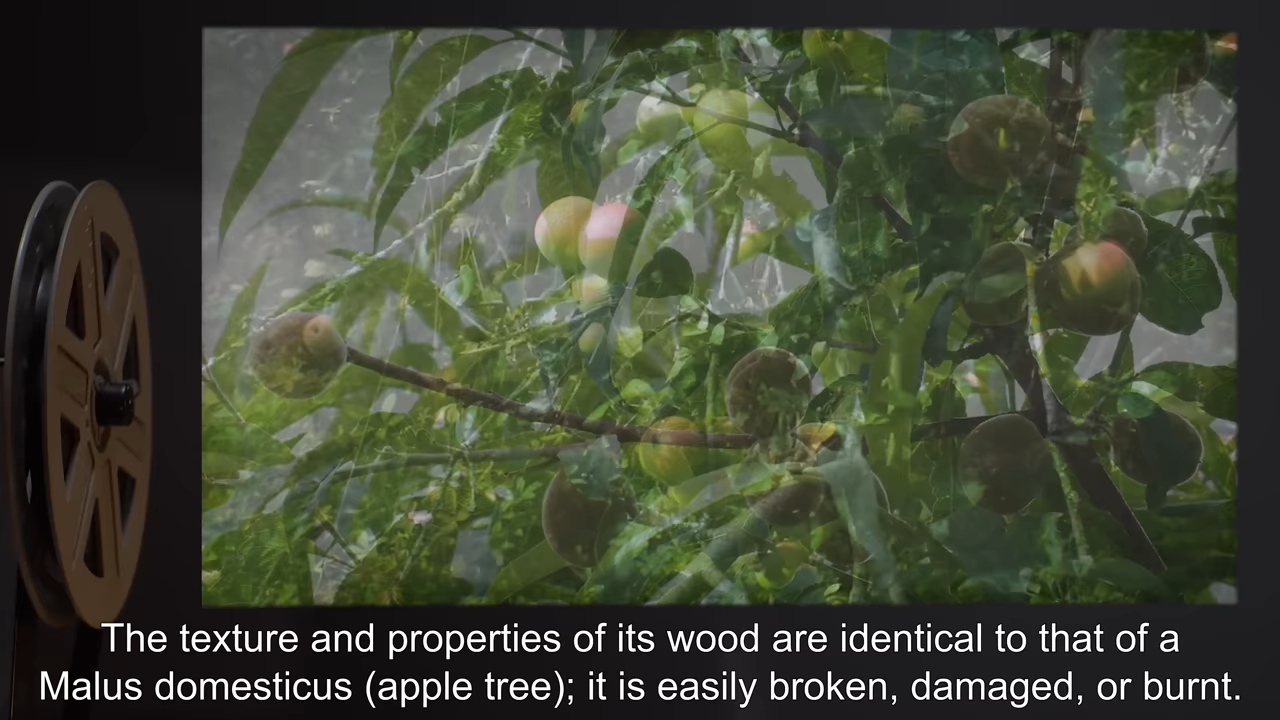 The texture and properties of its wood are identical to that of a
Malus domesticus (apple tree); it is easily broken, damaged, or burnt.